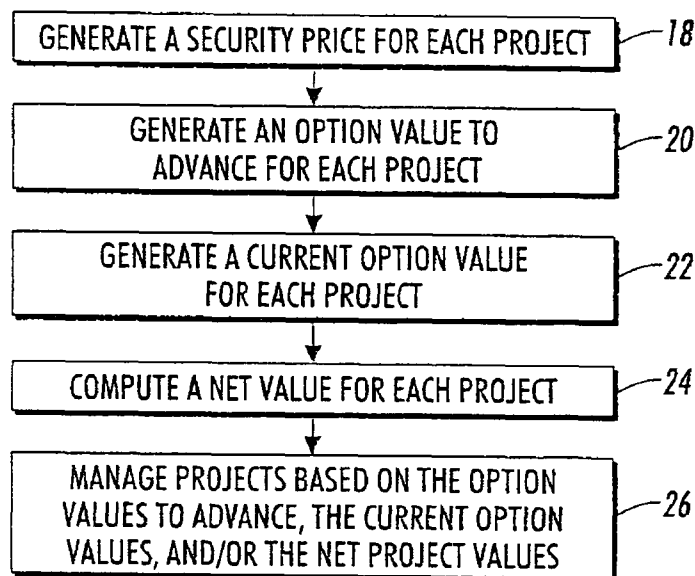 GENERATE A SECURITY PRICE FOR EACH PROJECT
18
GENERATE AN OPTION VALUE TO
ADVANCE FOR EACH PROJECT
20
GENERATE A CURRENT OPTION VALUE
FOR EACH PROJECT
22
COMPUTE A NET VALUE FOR EACH PROJECT
24
MANAGE PROJECTS BASED ON THE OPTION
VALUES TO ADVANCE, THE CURRENT OPTION
VALUES, AND/OR THE NET PROJECT VALUES
26